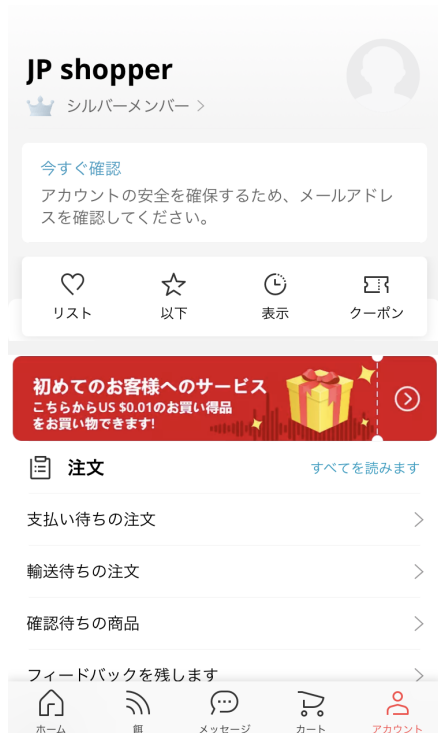 JP shopper
シルバーメンバー
今すぐ確認
アカウントの安全を確保するため、メールアドレ
スを確認してください。
リスト 以下 表示 クーポン
初めてのお客様へのサービス
こちらからUS $0.01のお買い得品
をお買い物できます!
注文 すべてを読みます
支払い待ちの注文
輸送待ちの注文
確認待ちの商品
フィードバックを残します
ホーム 餌 メッセージ カート アカウント